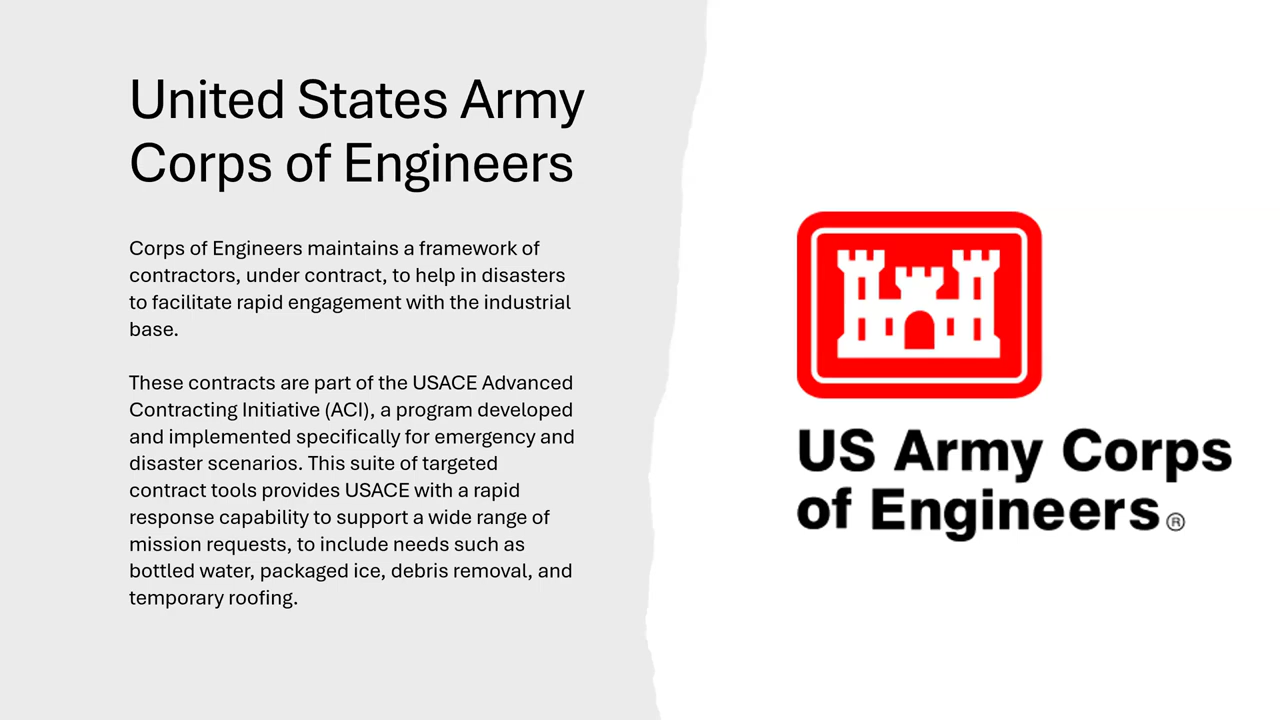 United States Army
Corps of Engineers
Corps of Engineers maintains a framework of
contractors, under contract, to help in disasters
to facilitate rapid engagement with the industrial
base.
These contracts are part of the USACE Advanced
Contracting Initiative (ACI), a program developed
and implemented specifically for emergency and
disaster scenarios. This suite of targeted
contract tools provides USACE with a rapid
response capability to support a wide range of
mission requests, to include needs such as
bottled water, packaged ice, debris removal, and
temporary roofing.
US Army Corps
of Engineers®